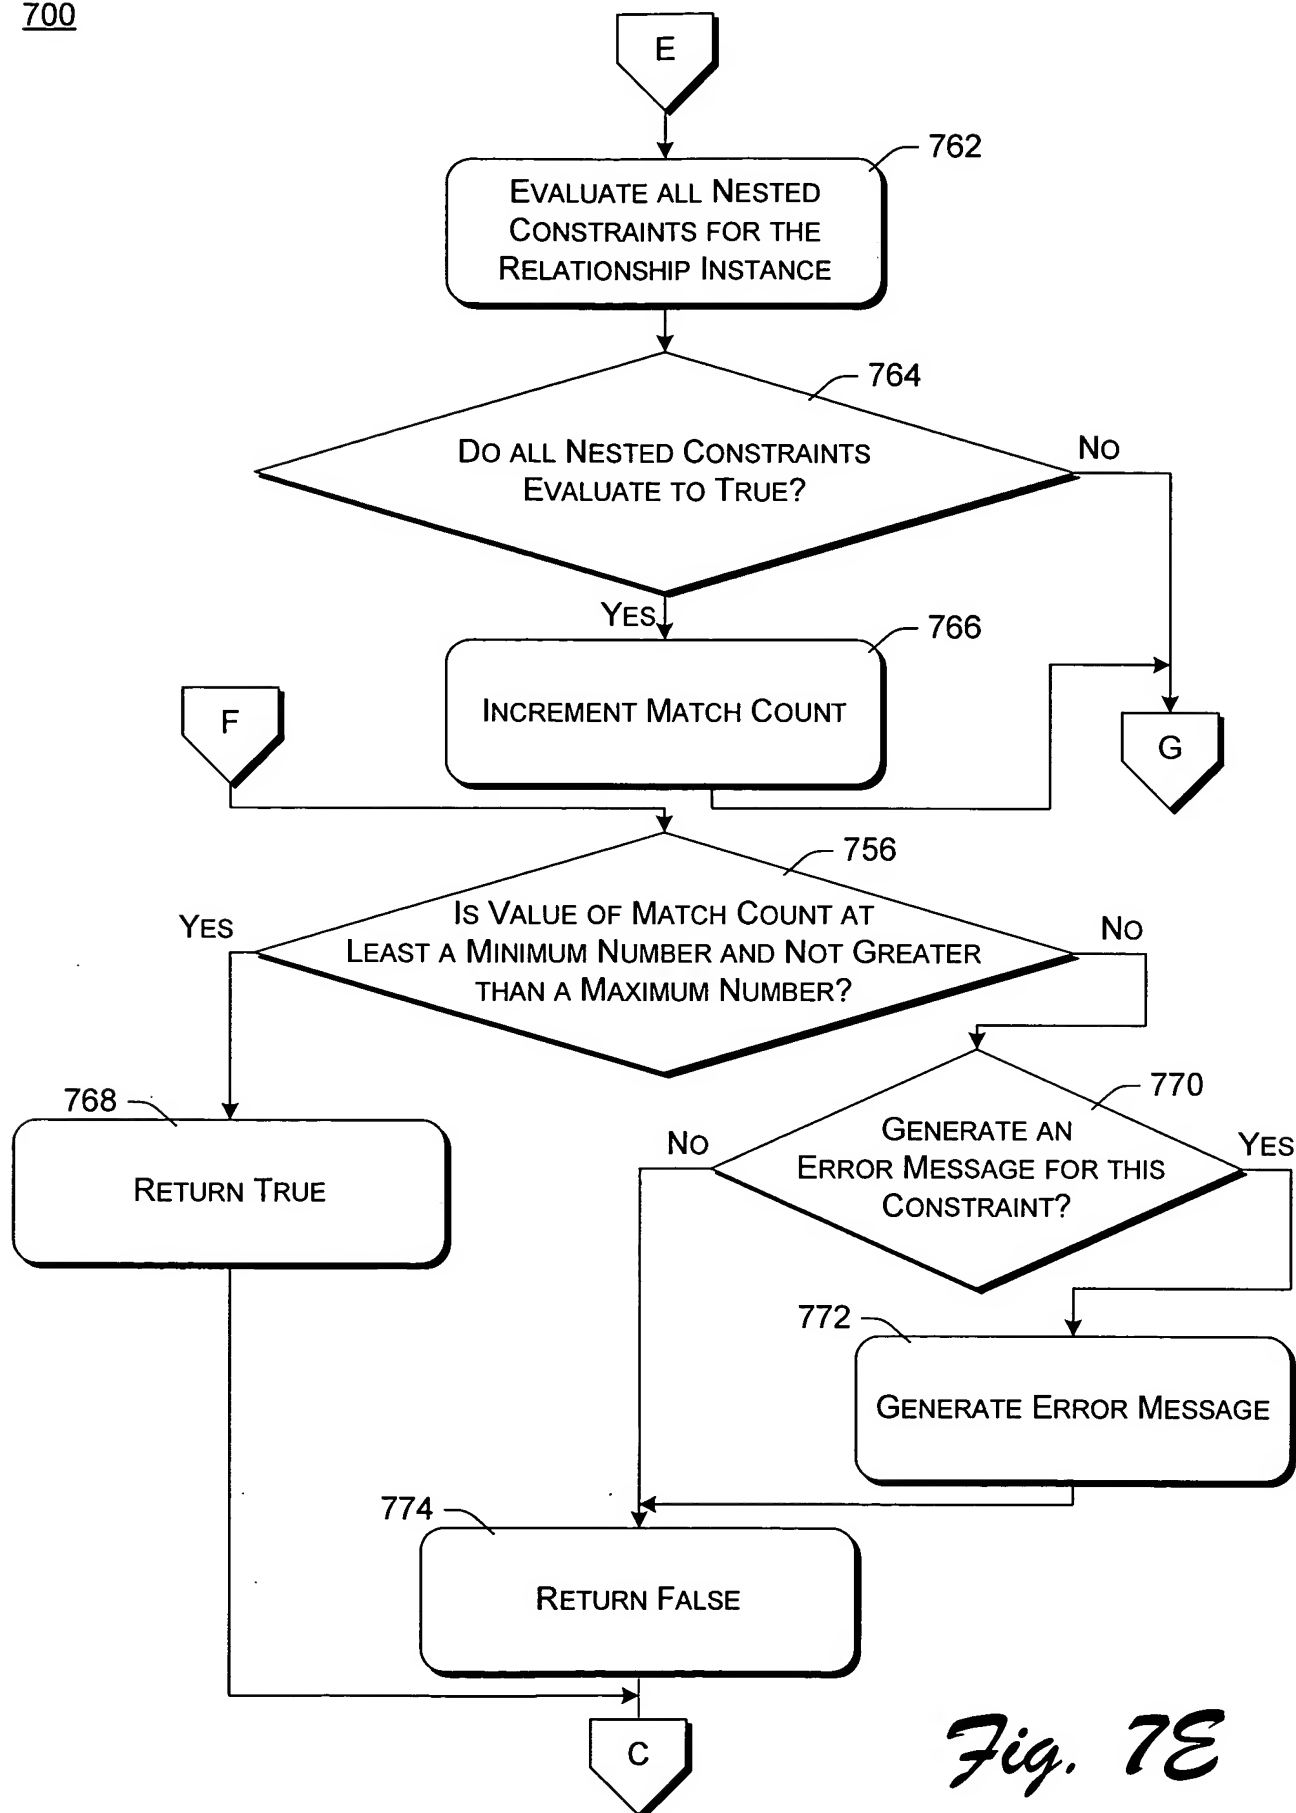 700
E
762
EVALUATE ALL NESTED
CONSTRAINTS FOR THE
RELATIONSHIP INSTANCE
764
DO ALL NESTED CONSTRAINTS
EVALUATE TO TRUE?
NO
YES
766
INCREMENT MATCH COUNT
F
G
756
IS VALUE OF MATCH COUNT AT
LEAST A MINIMUM NUMBER AND NOT GREATER
THAN A MAXIMUM NUMBER?
YES
NO
768
RETURN TRUE
770
GENERATE AN
ERROR MESSAGE FOR THIS
CONSTRAINT?
NO
YES
772
GENERATE ERROR MESSAGE
774
RETURN FALSE
C
Fig. 7E